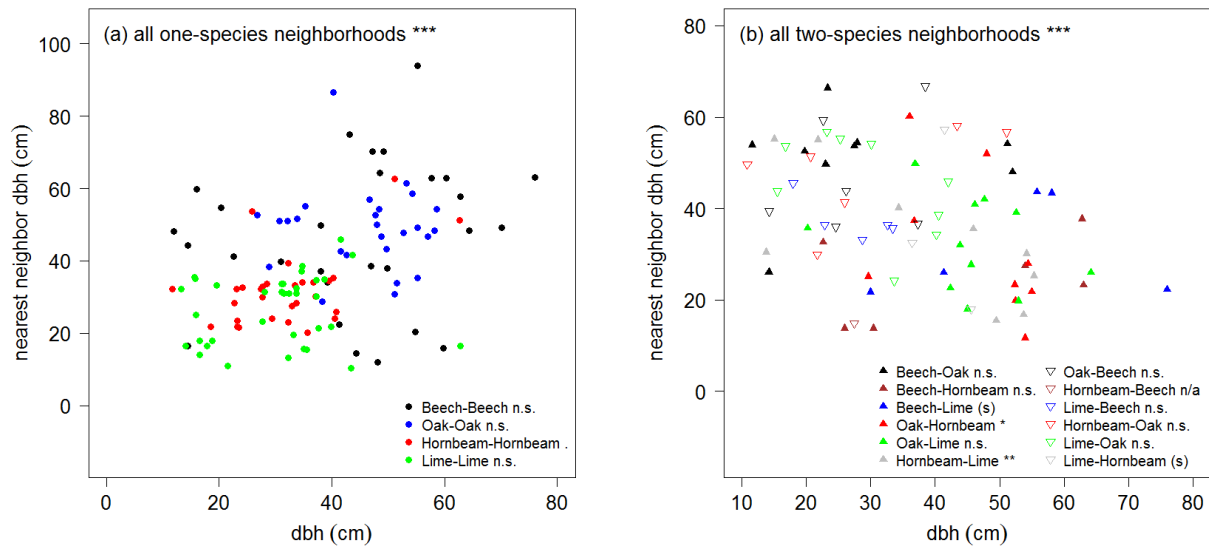 (a) all one-species neighborhoods ***
nearest neighbor dbh (cm)
100
80
60
40
20
0
0 20 40 60 80
dbh (cm)
Beech-Beech n.s.
Oak-Oak n.s.
Hornbeam-Hornbeam .
Lime-Lime n.s.
(b) all two-species neighborhoods ***
nearest neighbor dbh (cm)
80
60
40
20
0
10 20 30 40 50 60 70 80
dbh (cm)
Beech-Oak n.s.
Beech-Hornbeam n.s.
Beech-Lime (s)
Oak-Hornbeam *
Oak-Lime n.s.
Hornbeam-Lime **
Oak-Beech n.s.
Hornbeam-Beech n/a
Lime-Beech n.s.
Hornbeam-Oak n.s.
Lime-Oak n.s.
Lime-Hornbeam (s)